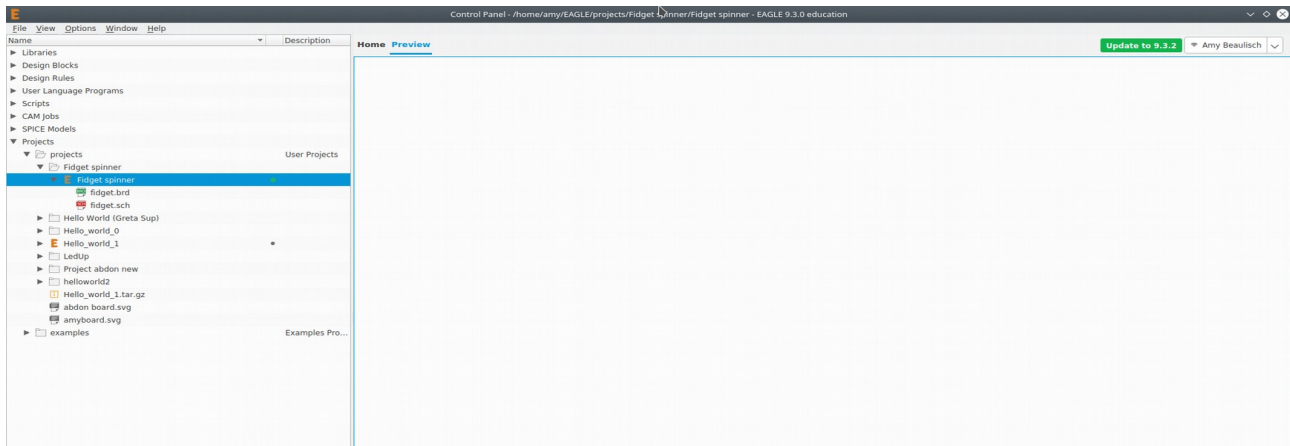 Control Panel - /home/amy/EAGLE/projects/Fidget spinner/Fidget spinner - EAGLE 9.3.0 education
File View Options Window Help
Name Description
Home Preview
Update to 9.3.2
Amy Beaulisch
Libraries
Design Blocks
Design Rules
User Language Programs
Scripts
CAM Jobs
SPICE Models
Projects
projects User Projects
Fidget spinner
Fidget spinner
fidget.brd
fidget.sch
Hello World (Greta Sup)
Hello_world_0
Hello_world_1
LedUp
Project abdon new
helloworld2
Hello_world_1.tar.gz
abdon board.svg
amyboard.svg
examples Examples Pro...